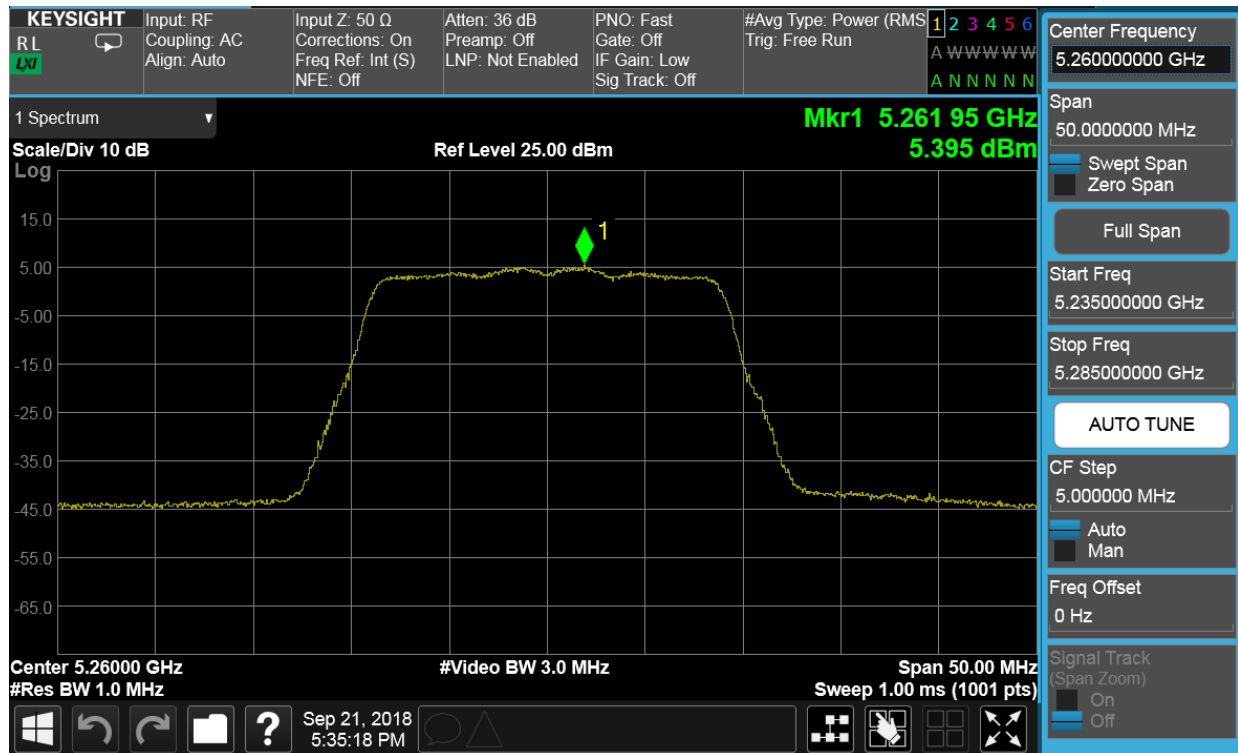 KEYSIGHT
R L
LXI
Input: RF
Coupling: AC
Align: Auto
Input Z: 50 Ω
Corrections: On
Freq Ref: Int (S)
NFE: Off
Atten: 36 dB
Preamp: Off
LNP: Not Enabled
PNO: Fast
Gate: Off
IF Gain: Low
Sig Track: Off
#Avg Type: Power (RMS
Trig: Free Run
1 2 3 4 5 6
A W W W W W
A N N N N N
1 Spectrum
Mkr1 5.261 95 GHz
5.395 dBm
Scale/Div 10 dB
Ref Level 25.00 dBm
Log
15.0
5.00
-5.00
-15.0
-25.0
-35.0
-45.0
-55.0
-65.0
1
Center 5.26000 GHz
#Video BW 3.0 MHz
Span 50.00 MHz
#Res BW 1.0 MHz
Sweep 1.00 ms (1001 pts)
?
Sep 21, 2018
5:35:18 PM
Center Frequency
5.260000000 GHz
Span
50.0000000 MHz
Swept Span
Zero Span
Full Span
Start Freq
5.235000000 GHz
Stop Freq
5.285000000 GHz
AUTO TUNE
CF Step
5.000000 MHz
Auto
Man
Freq Offset
0 Hz
Signal Track
(Span Zoom)
On
Off